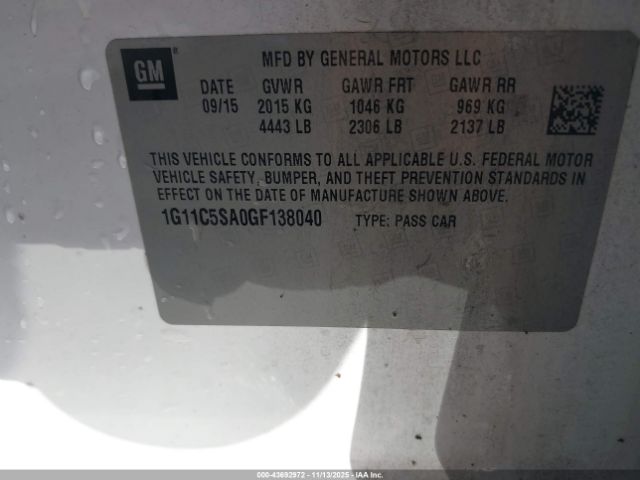 GM
MFD BY GENERAL MOTORS LLC
DATE GVWR GAWR FRT GAWR RR
09/15 2015 KG 1046 KG 969 KG
4443 LB 2306 LB 2137 LB
THIS VEHICLE CONFORMS TO ALL APPLICABLE U.S. FEDERAL MOTOR
VEHICLE SAFETY, BUMPER, AND THEFT PREVENTION STANDARDS IN
EFFECT ON THE DATE OF MANUFACTURE SHOWN ABOVE.
1G11C5SA0GF138040 TYPE: PASS CAR
000-43692972 - 11/13/2025 - IAAI.COM